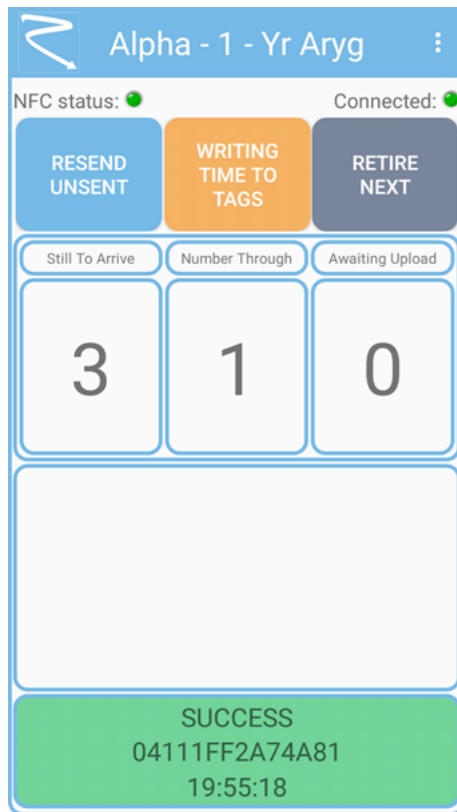 Alpha - 1 - Yr Aryg
NFC status:
Connected:
RESEND
UNSENT
WRITING
TIME TO
TAGS
RETIRE
NEXT
Still To Arrive
Number Through
Awaiting Upload
3
1
0
SUCCESS
04111FF2A74A81
19:55:18